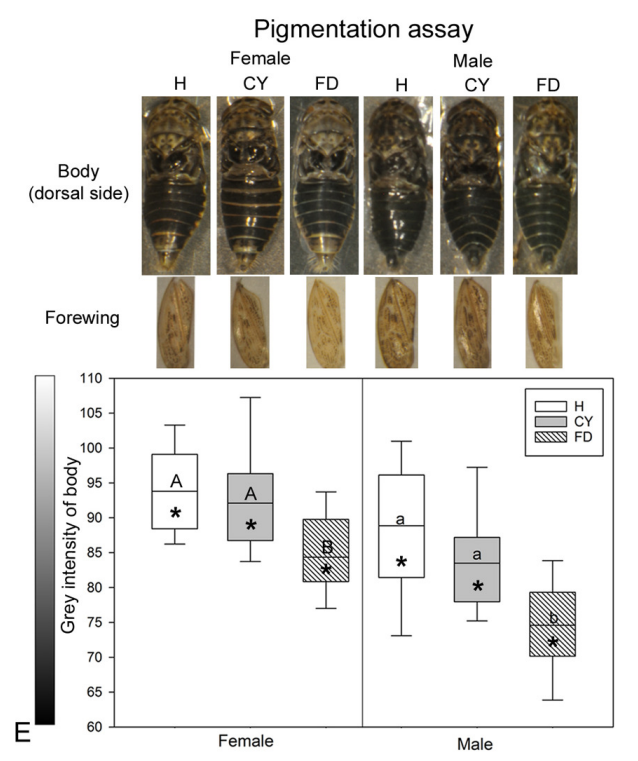 Pigmentation assay
Female
Male
H CY FD H CY FD
Body
(dorsal side)
Forewing
110
105
100
95
90
85
80
75
70
65
60
Grey intensity of body
H
CY
FD
A
*
A
*
B
*
a
*
a
*
b
*
E
Female
Male